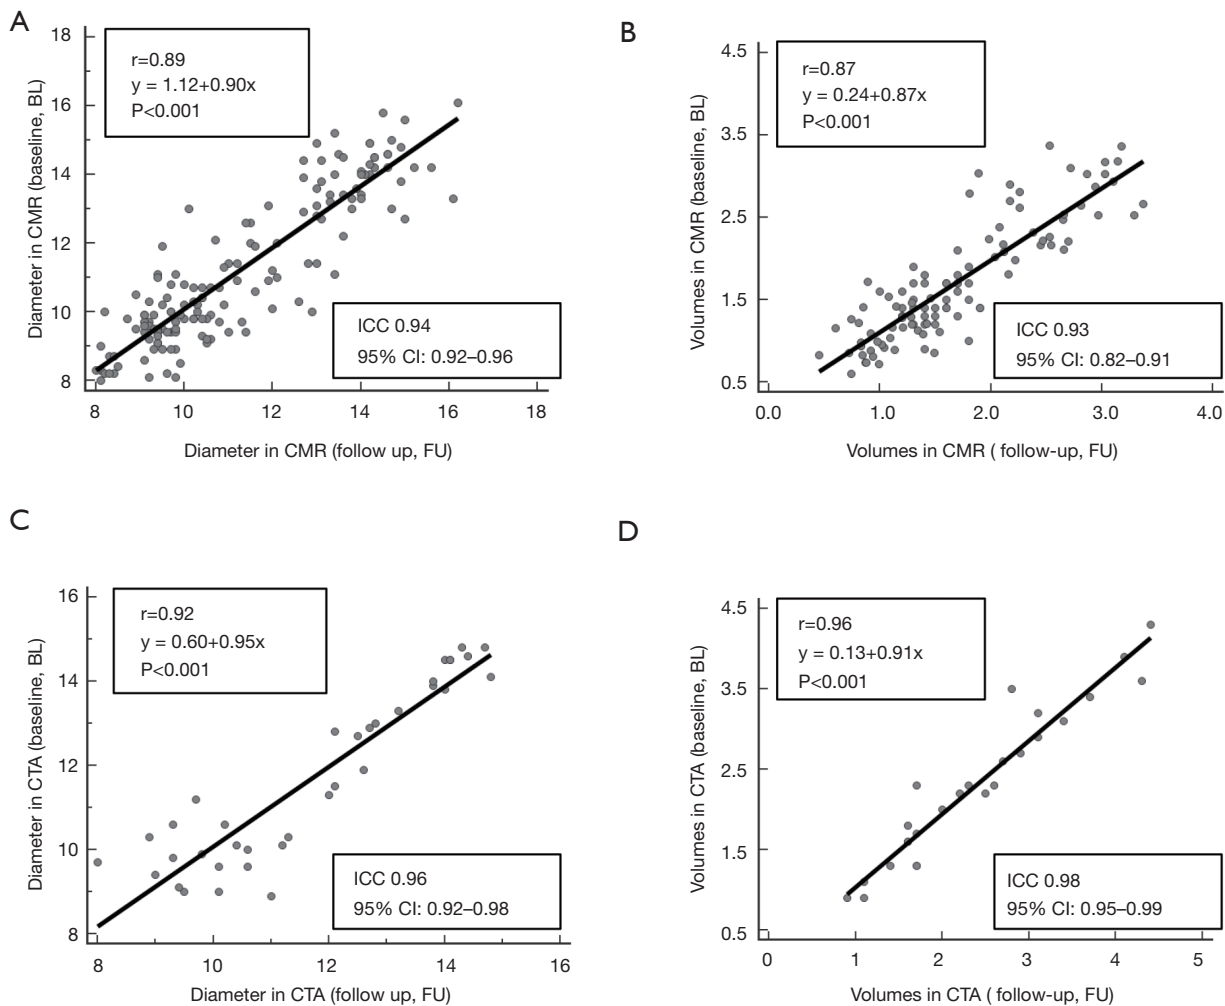 A
18
16
14
12
10
8
Diameter in CMR (baseline, BL)
r=0.89
y = 1.12+0.90x
P<0.001
ICC 0.94
95% CI: 0.92–0.96
8 10 12 14 16 18
Diameter in CMR (follow up, FU)
B
4.5
3.5
2.5
1.5
0.5
Volumes in CMR (baseline, BL)
r=0.87
y = 0.24+0.87x
P<0.001
ICC 0.93
95% CI: 0.82–0.91
0.0 1.0 2.0 3.0 4.0
Volumes in CMR ( follow-up, FU)
C
16
14
12
10
8
Diameter in CTA (baseline, BL)
r=0.92
y = 0.60+0.95x
P<0.001
ICC 0.96
95% CI: 0.92–0.98
8 10 12 14 16
Diameter in CTA (follow up, FU)
D
4.5
3.5
2.5
1.5
0.5
Volumes in CTA (baseline, BL)
r=0.96
y = 0.13+0.91x
P<0.001
ICC 0.98
95% CI: 0.95–0.99
0 1 2 3 4 5
Volumes in CTA ( follow-up, FU)